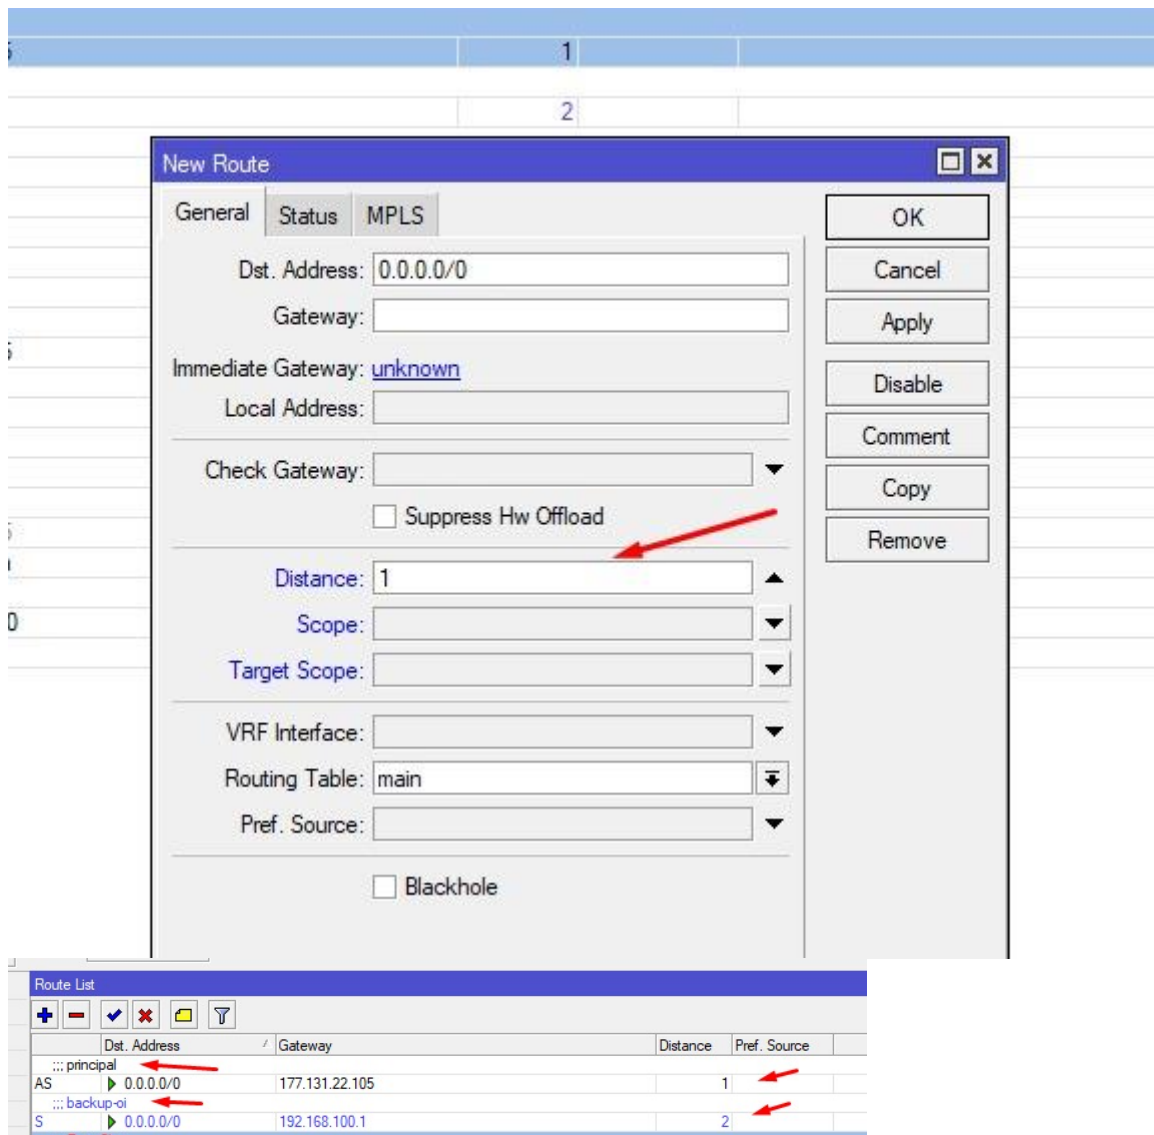 1
2
New Route
General Status MPLS
OK
Dst. Address: 0.0.0.0/0
Cancel
Gateway:
Apply
Immediate Gateway: unknown
Disable
Local Address:
Comment
Check Gateway:
Copy
Suppress Hw Offload
Remove
Distance: 1
Scope:
0
Target Scope:
VRF Interface:
Routing Table: main
Pref. Source:
Blackhole
Route List
Dst. Address / Gateway Distance Pref. Source
;;; principal
AS 0.0.0.0/0 177.131.22.105 1
;;; backup-oi
S 0.0.0.0/0 192.168.100.1 2